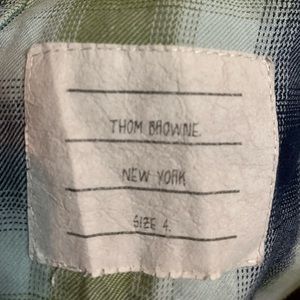 THOM BROWNE.
NEW YORK
SIZE 4.